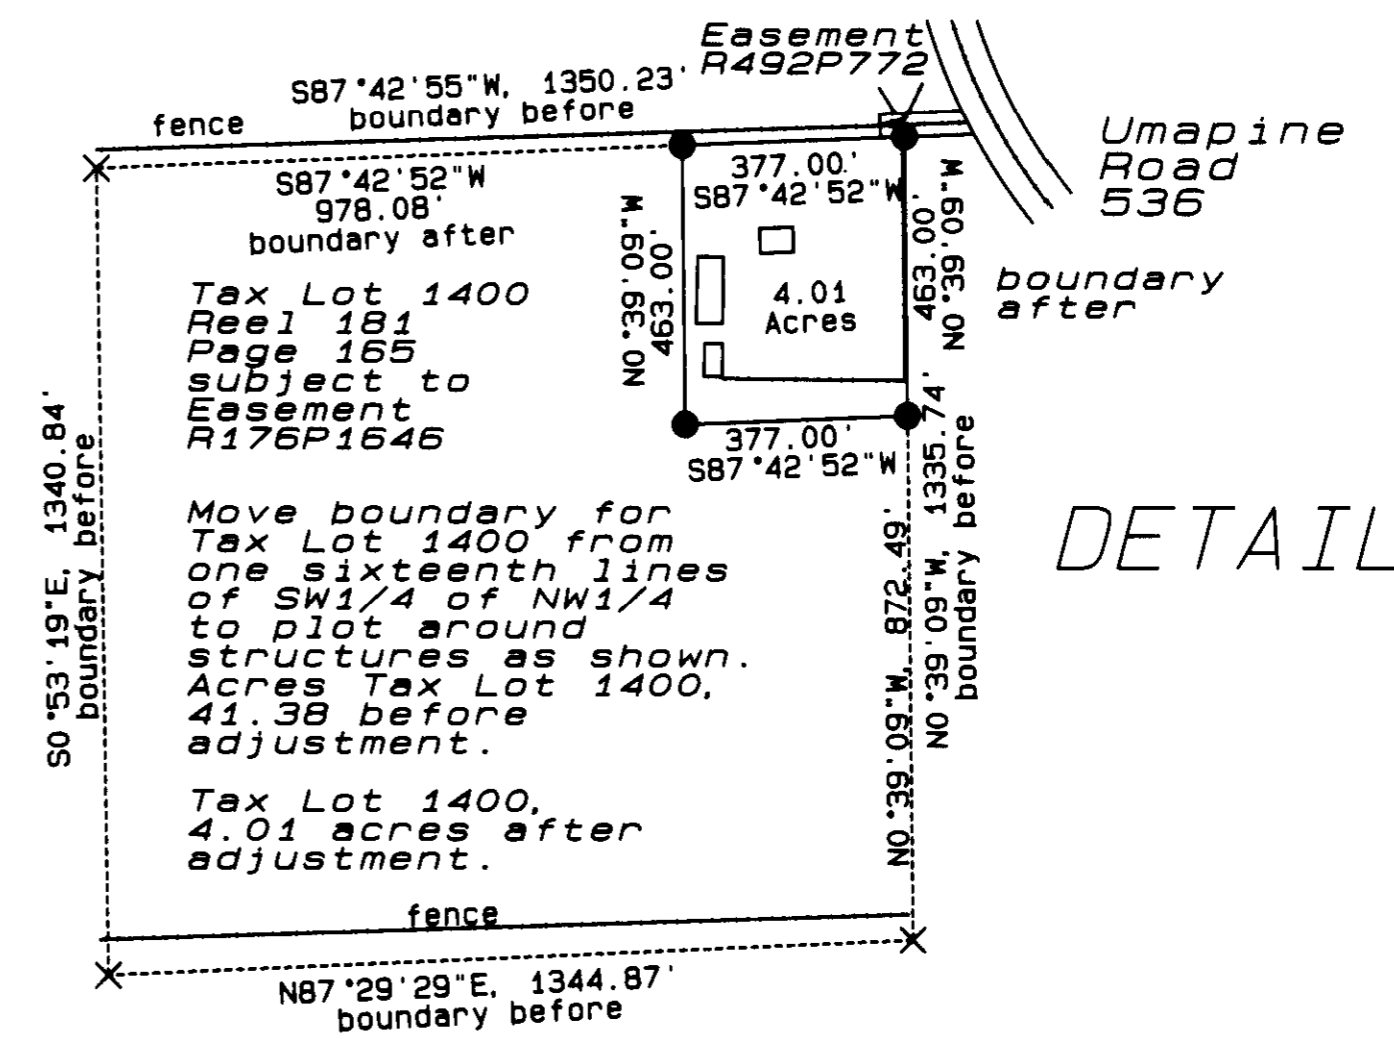 Easement
R492P772
S87°42'55"W, 1350.23'
boundary before
fence
Umapine
Road
536
377.00'
S87°42'52"W
S87°42'52"W
978.08'
boundary after
N0°39'09"W
463.00'
463.00'
N0°39'09"W
boundary
after
4.01
Acres
Tax Lot 1400
Reel 181
Page 165
subject to
Easement
R176P1646
377.00'
S87°42'52"W
S0°53'19"E, 1340.84'
boundary before
N0°39'09"W, 872.49'
N0°39'09"W, 1335.74'
boundary before
DETAIL
Move boundary for
Tax Lot 1400 from
one sixteenth lines
of SW1/4 of NW1/4
to plot around
structures as shown.
Acres Tax Lot 1400,
41.38 before
adjustment.
Tax Lot 1400,
4.01 acres after
adjustment.
fence
N87°29'29"E, 1344.87'
boundary before